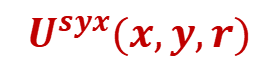 U^{syx}(x, y, r)